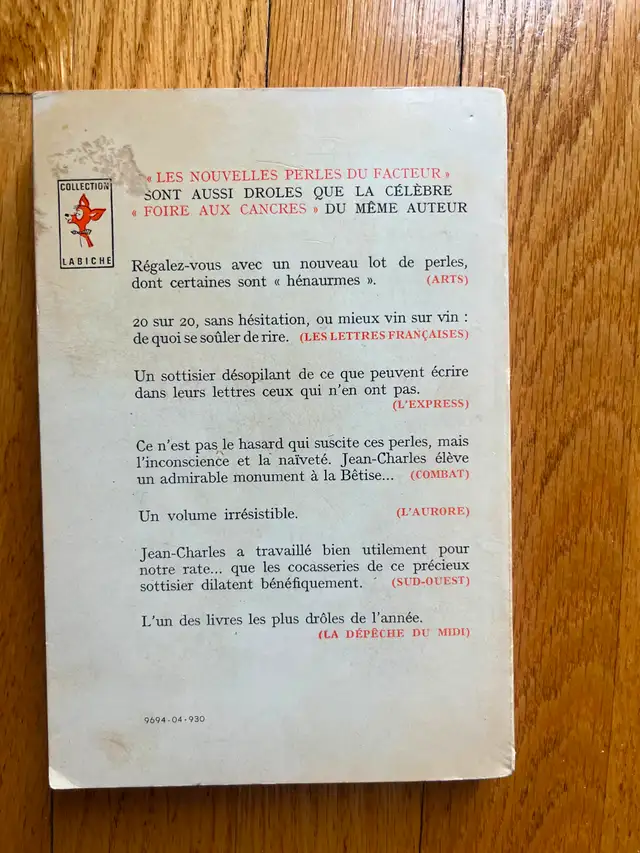 « LES NOUVELLES PERLES DU FACTEUR »
SONT AUSSI DROLES QUE LA CÉLÈBRE
« FOIRE AUX CANCRES » DU MÊME AUTEUR
COLLECTION
LABICHE
Régalez-vous avec un nouveau lot de perles,
dont certaines sont « hénaurmes ». (ARTS)
20 sur 20, sans hésitation, ou mieux vin sur vin :
de quoi se soûler de rire. (LES LETTRES FRANÇAISES)
Un sottisier désopilant de ce que peuvent écrire
dans leurs lettres ceux qui n'en ont pas.
(L'EXPRESS)
Ce n'est pas le hasard qui suscite ces perles, mais
l'inconscience et la naïveté. Jean-Charles élève
un admirable monument à la Bêtise... (COMBAT)
Un volume irrésistible. (L'AURORE)
Jean-Charles a travaillé bien utilement pour
notre rate... que les cocasseries de ce précieux
sottisier dilatent bénéfiquement. (SUD-OUEST)
L'un des livres les plus drôles de l'année.
(LA DÉPÊCHE DU MIDI)
9694-04-930